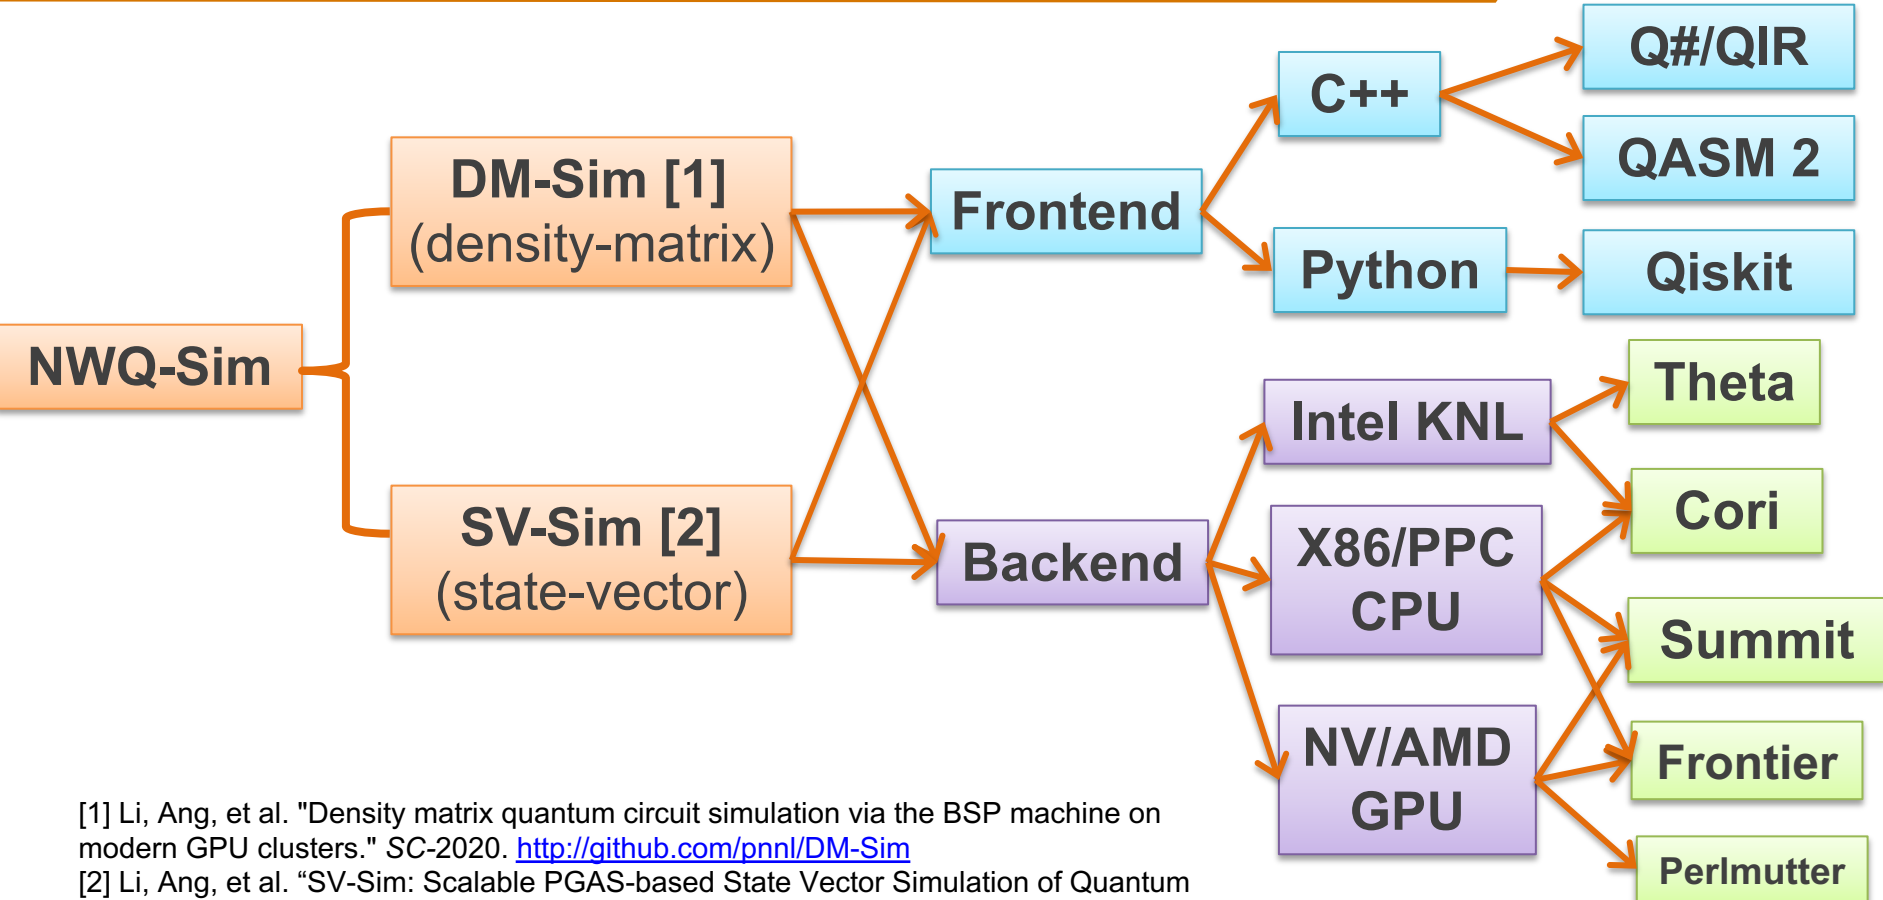 NWQ-Sim
DM-Sim [1]
(density-matrix)
SV-Sim [2]
(state-vector)
Frontend
Backend
C++
Python
Q#/QIR
QASM 2
Qiskit
Intel KNL
X86/PPC
CPU
NV/AMD
GPU
Theta
Cori
Summit
Frontier
Perlmutter
[1] Li, Ang, et al. "Density matrix quantum circuit simulation via the BSP machine on
modern GPU clusters." SC-2020. http://github.com/pnnl/DM-Sim
[2] Li, Ang, et al. “SV-Sim: Scalable PGAS-based State Vector Simulation of Quantum